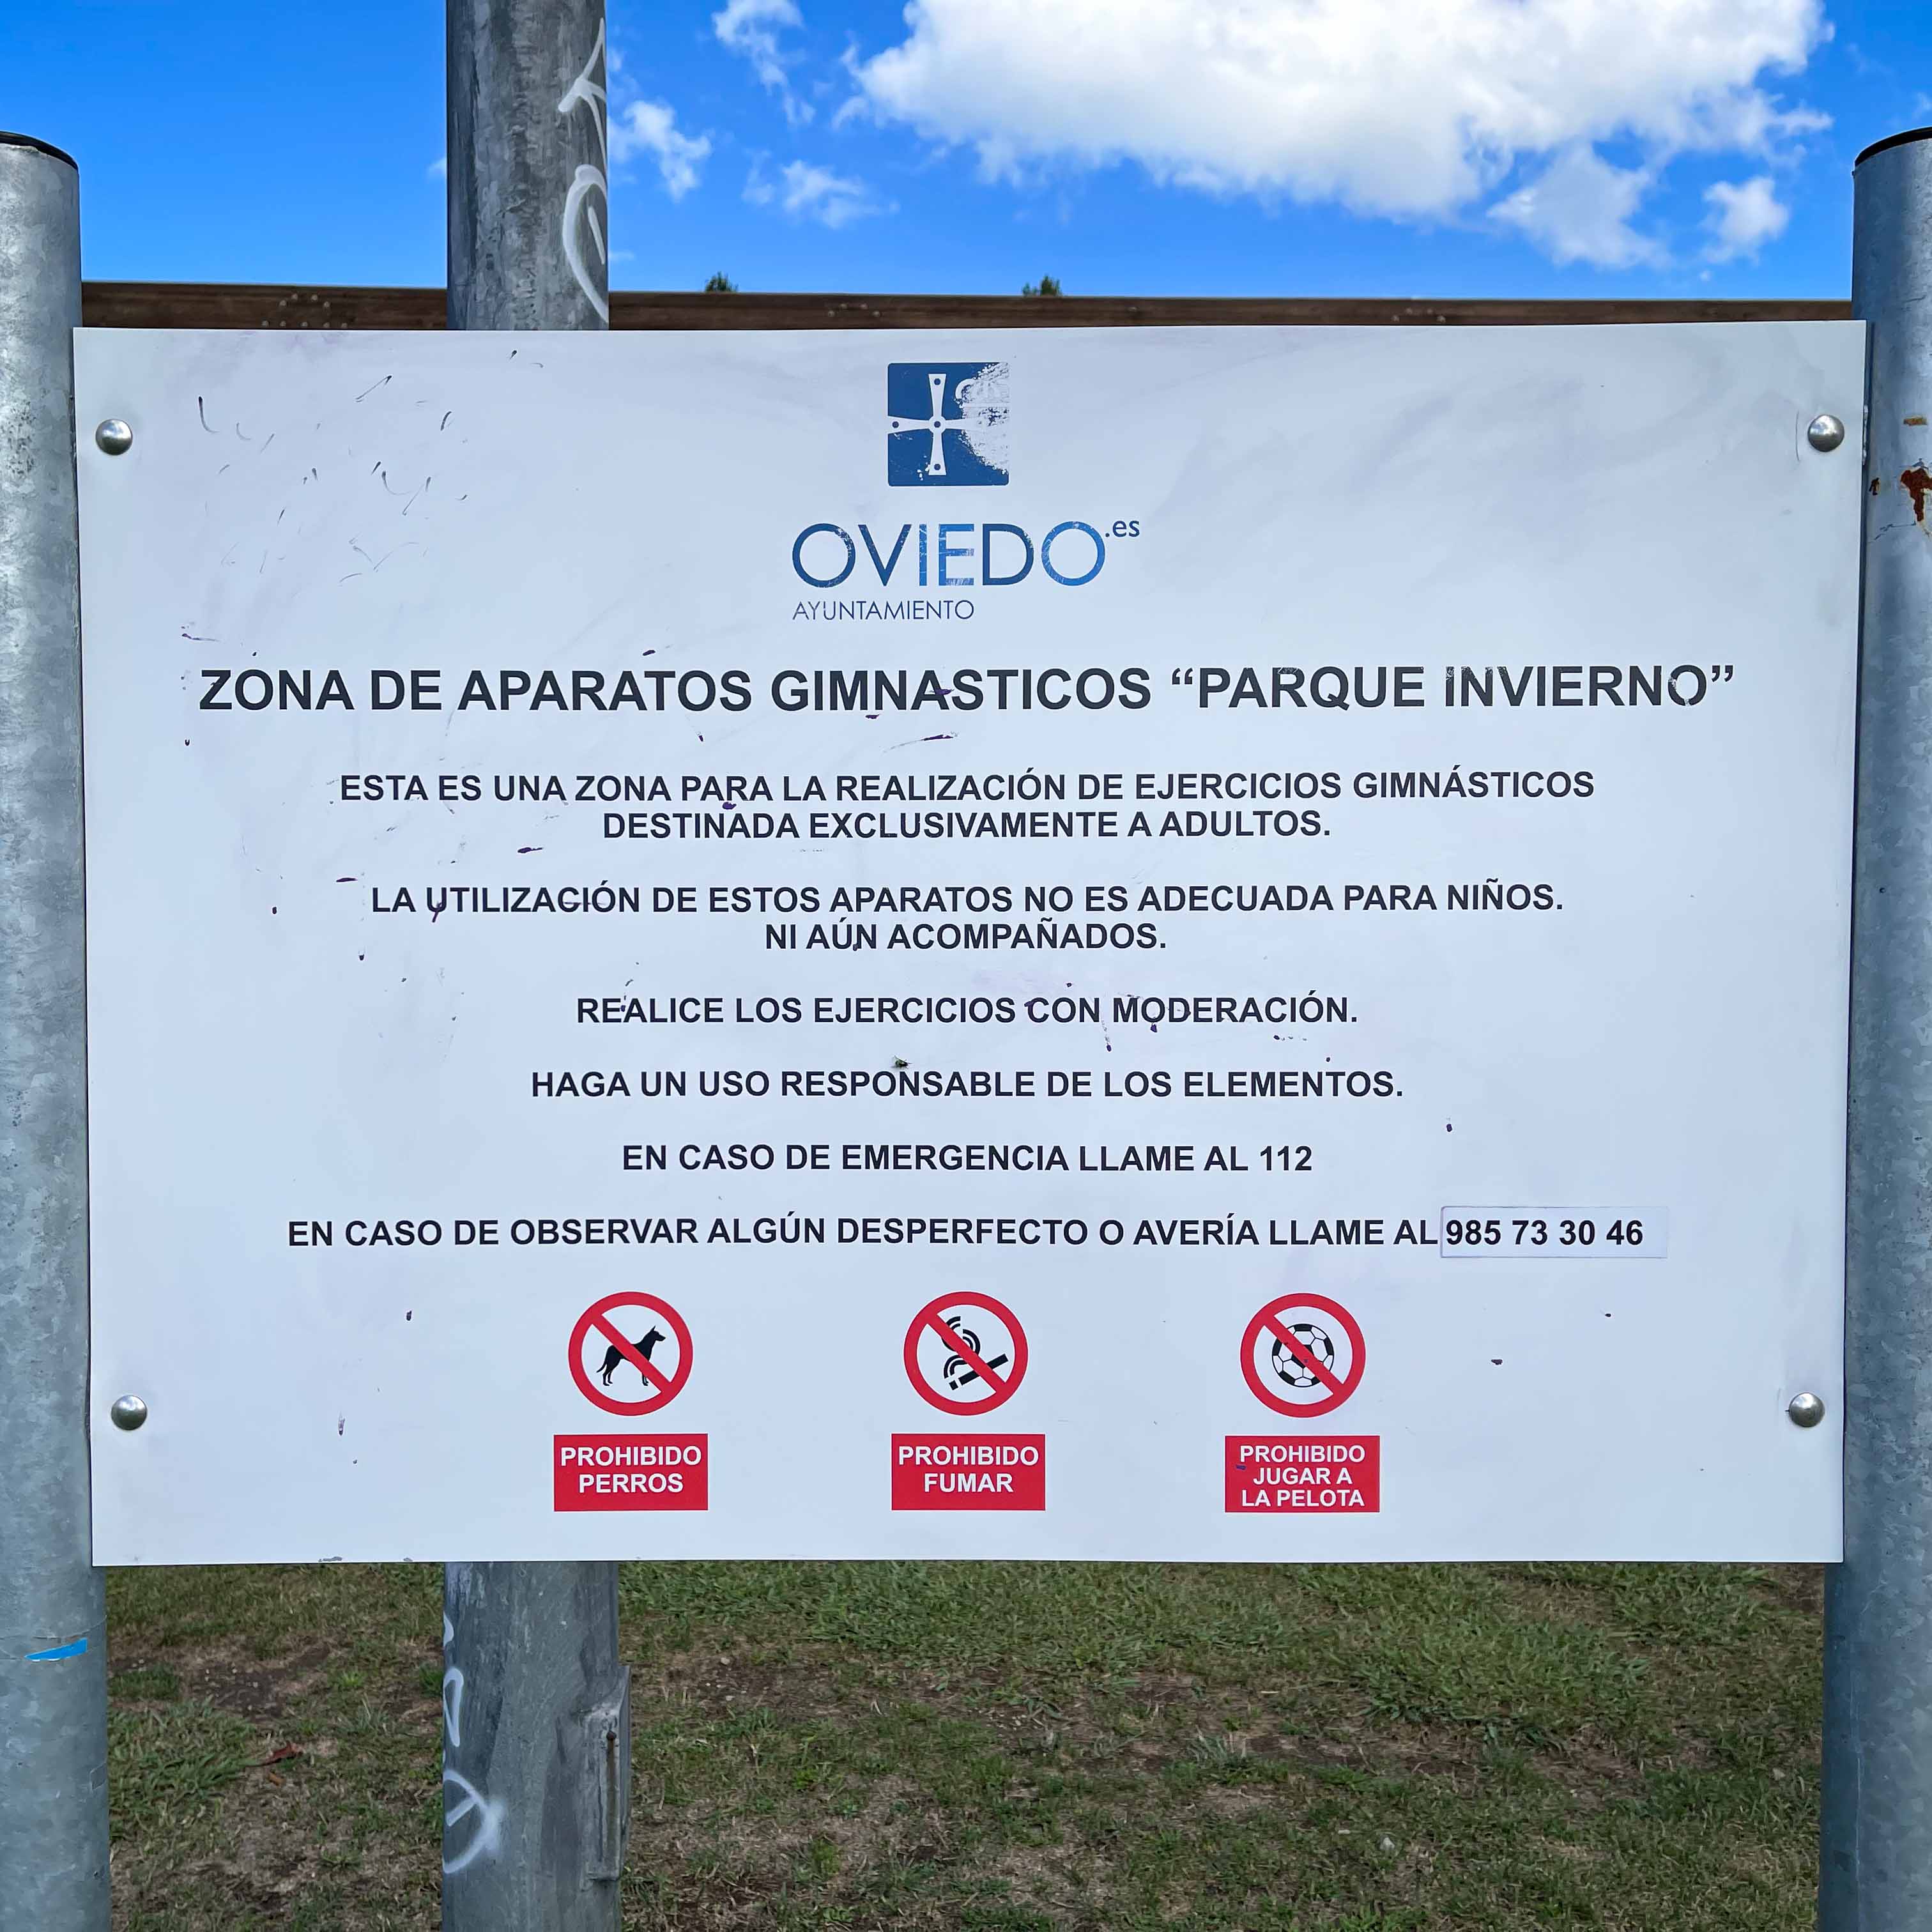 OVIEDO.es
AYUNTAMIENTO
ZONA DE APARATOS GIMNASTICOS “PARQUE INVIERNO”
ESTA ES UNA ZONA PARA LA REALIZACIÓN DE EJERCICIOS GIMNÁSTICOS
DESTINADA EXCLUSIVAMENTE A ADULTOS.
LA UTILIZACIÓN DE ESTOS APARATOS NO ES ADECUADA PARA NIÑOS.
NI AÚN ACOMPAÑADOS.
REALICE LOS EJERCICIOS CON MODERACIÓN.
HAGA UN USO RESPONSABLE DE LOS ELEMENTOS.
EN CASO DE EMERGENCIA LLAME AL 112
EN CASO DE OBSERVAR ALGÚN DESPERFECTO O AVERÍA LLAME AL 985 73 30 46
PROHIBIDO
PERROS
PROHIBIDO
FUMAR
PROHIBIDO
JUGAR A
LA PELOTA